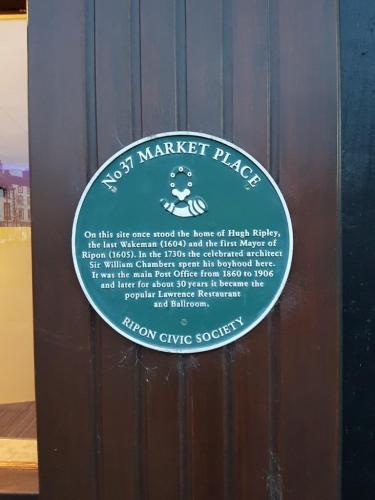 No 37 MARKET PLACE
On this site once stood the home of Hugh Ripley,
the last Wakeman (1604) and the first Mayor of
Ripon (1605). In the 1730s the celebrated architect
Sir William Chambers spent his boyhood here.
It was the main Post Office from 1860 to 1906
and later for about 30 years it became the
popular Lawrence Restaurant
and Ballroom.
RIPON CIVIC SOCIETY